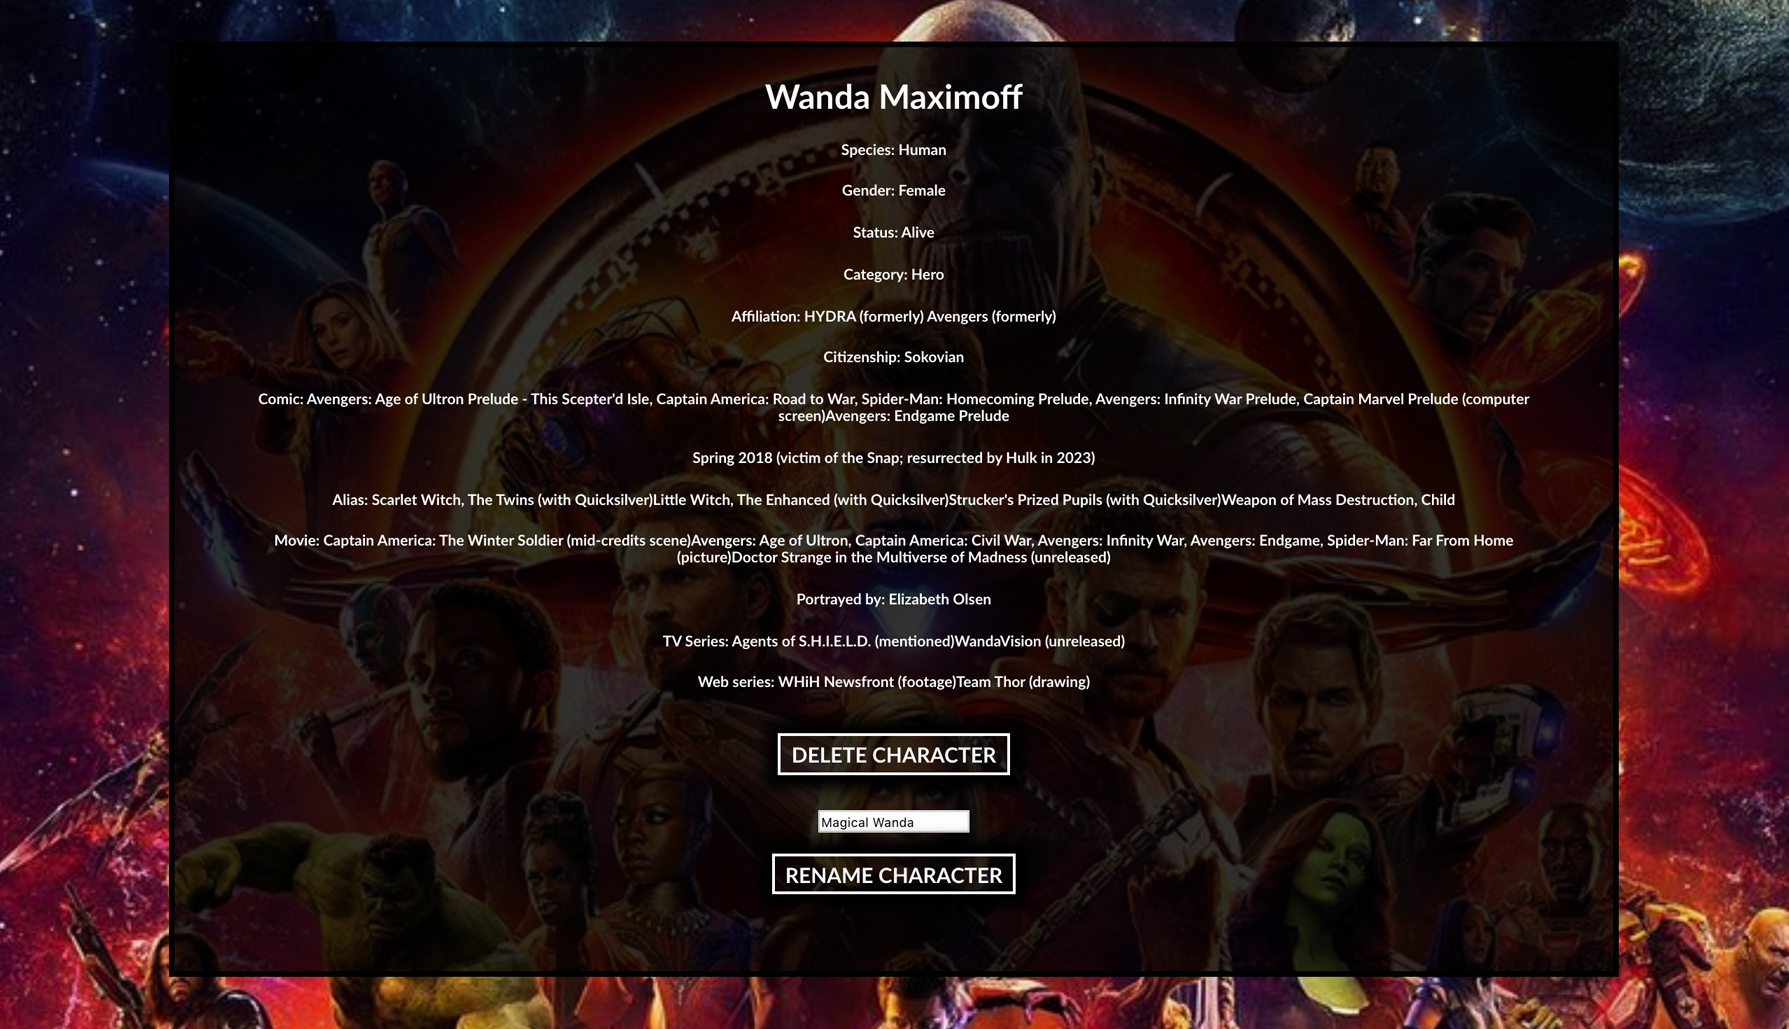 Wanda Maximoff
Species: Human
Gender: Female
Status: Alive
Category: Hero
Affiliation: HYDRA (formerly) Avengers (formerly)
Citizenship: Sokovian
Comic: Avengers: Age of Ultron Prelude - This Scepter'd Isle, Captain America: Road to War, Spider-Man: Homecoming Prelude, Avengers: Infinity War Prelude, Captain Marvel Prelude (computer
screen)Avengers: Endgame Prelude
Spring 2018 (victim of the Snap; resurrected by Hulk in 2023)
Alias: Scarlet Witch, The Twins (with Quicksilver)Little Witch, The Enhanced (with Quicksilver)Strucker's Prized Pupils (with Quicksilver)Weapon of Mass Destruction, Child
Movie: Captain America: The Winter Soldier (mid-credits scene)Avengers: Age of Ultron, Captain America: Civil War, Avengers: Infinity War, Avengers: Endgame, Spider-Man: Far From Home
(picture)Doctor Strange in the Multiverse of Madness (unreleased)
Portrayed by: Elizabeth Olsen
TV Series: Agents of S.H.I.E.L.D. (mentioned)WandaVision (unreleased)
Web series: WHiH Newsfront (footage)Team Thor (drawing)
DELETE CHARACTER
Magical Wanda
RENAME CHARACTER